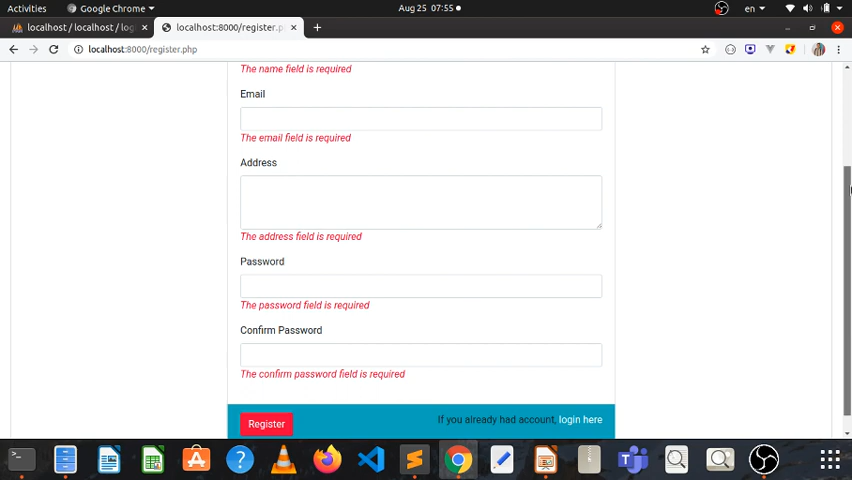 Activities
Google Chrome
Aug 25 07:55
en
localhost / localhost / log
localhost:8000/register.p
localhost:8000/register.php
The name field is required
Email
The email field is required
Address
The address field is required
Password
The password field is required
Confirm Password
The confirm password field is required
Register
If you already had account, login here